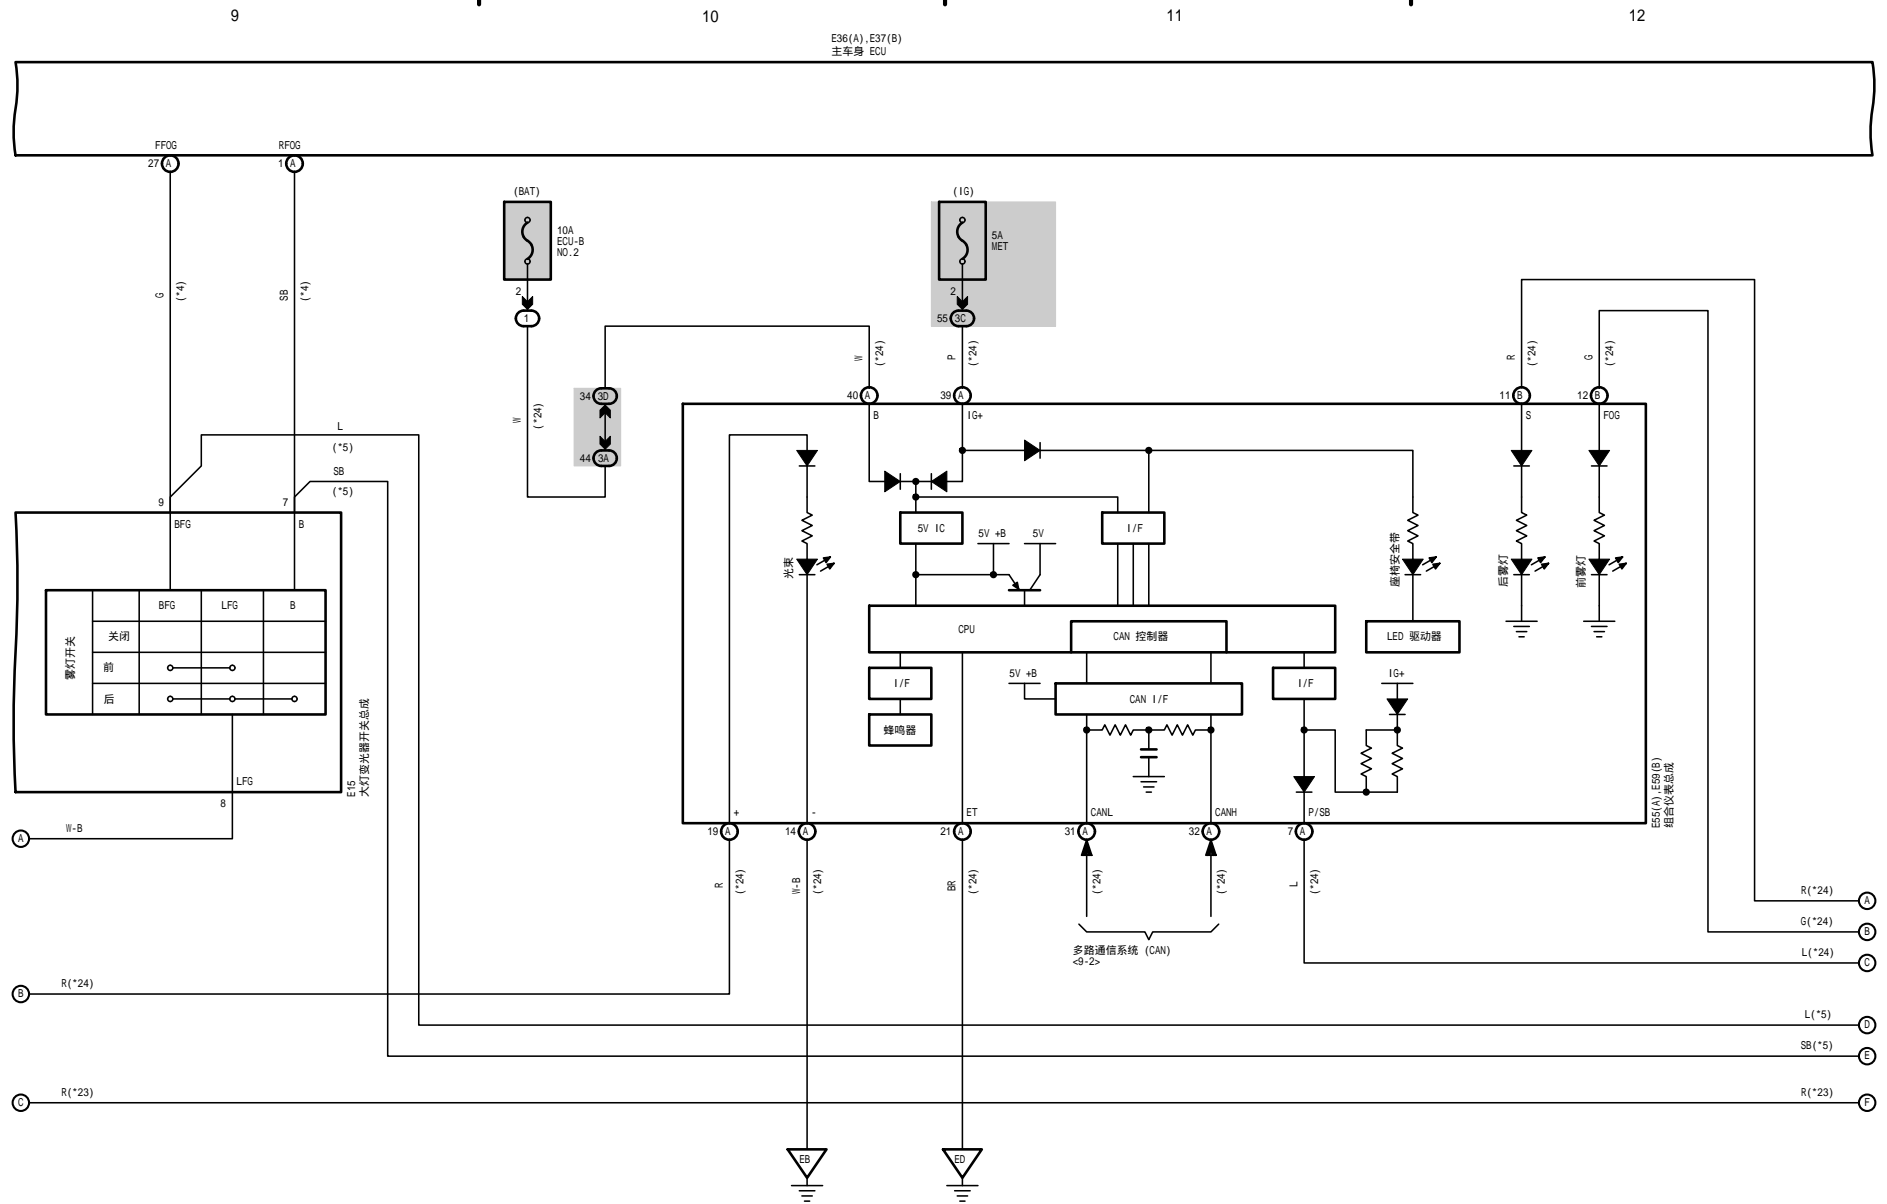 9
10
11
12
E36(A),E37(B)
主车身 ECU
FFOG
RFOG
27 A
1 A
(BAT)
(IG)
10A
ECU-B
NO.2
5A
MET
G
(*4)
SB
(*4)
2
1
2
55 3C
W
(*24)
P
(*24)
R
(*24)
G
(*24)
34 3D
44 3A
W
(*24)
40 A
39 A
11 B
12 B
B
IG+
S
FOG
L
(*5)
SB
(*5)
9
7
BFG
B
5V IC
5V +B
5V
I/F
光束
座椅安全带
后雾灯
前雾灯
雾灯开关
BFG
LFG
B
关闭
前
后
CPU
CAN 控制器
LED 驱动器
I/F
5V +B
CAN I/F
I/F
IG+
蜂鸣器
E15
大灯变光器开关总成
LFG
8
E55(A),E59(B)
组合仪表总成
+
-
ET
CANL
CANH
P/SB
A
W-B
19 A
14 A
21 A
31 A
32 A
7 A
R
(*24)
W-B
(*24)
BR
(*24)
(*24)
(*24)
L
(*24)
多路通信系统 (CAN)
<9-2>
R(*24)
A
G(*24)
B
L(*24)
C
B
R(*24)
L(*5)
D
SB(*5)
E
C
R(*23)
R(*23)
F
EB
ED